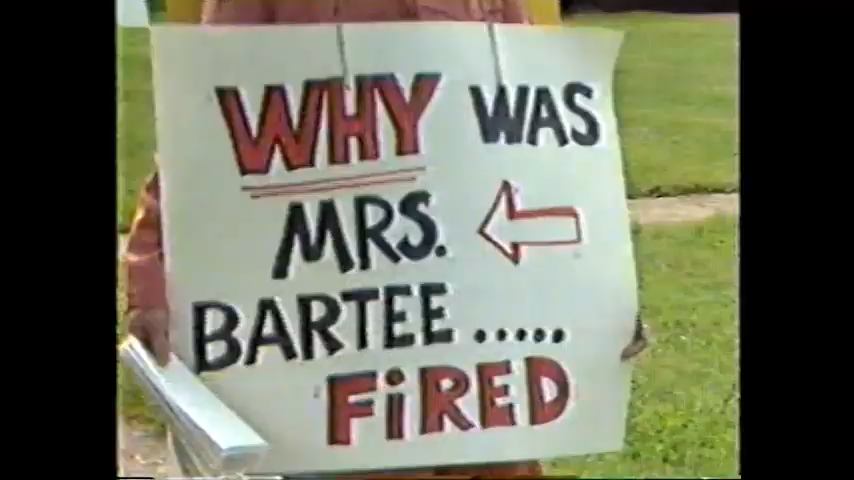 WHY WAS
MRS.
BARTEE.....
FiRED